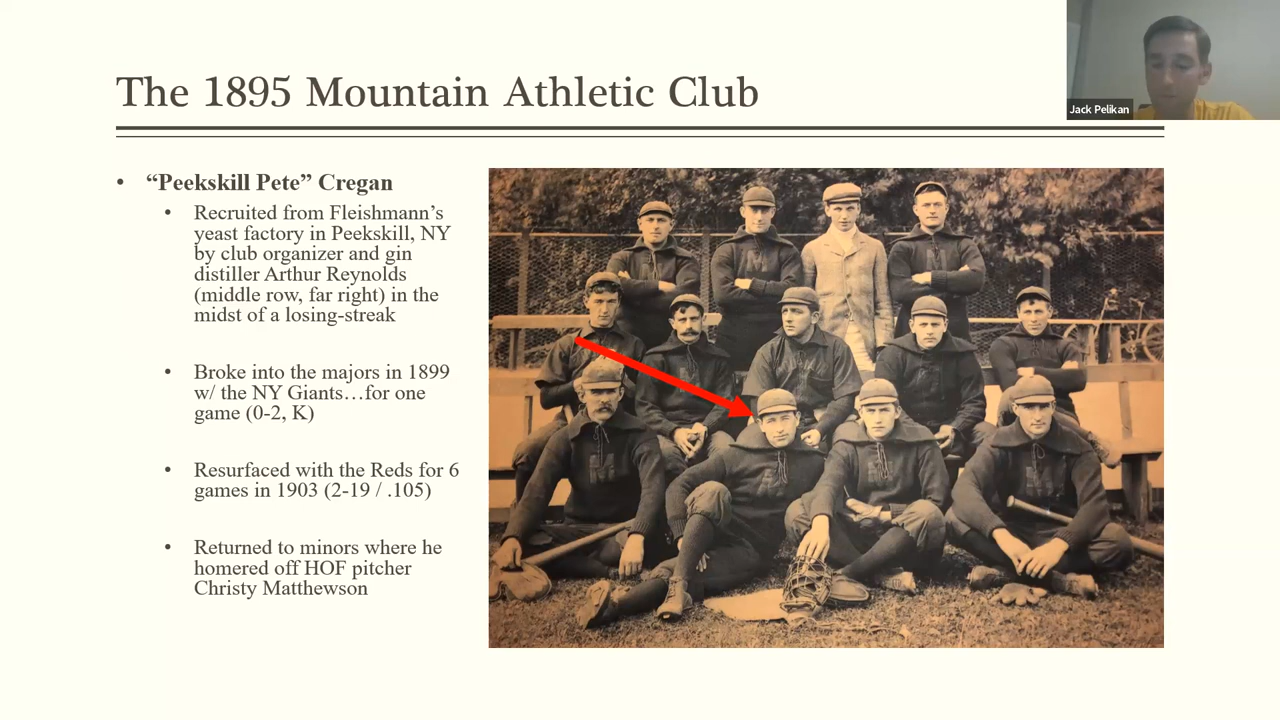 The 1895 Mountain Athletic Club
Jack Pelikan
• “Peekskill Pete” Cregan
• Recruited from Fleishmann’s
yeast factory in Peekskill, NY
by club organizer and gin
distiller Arthur Reynolds
(middle row, far right) in the
midst of a losing-streak
• Broke into the majors in 1899
w/ the NY Giants…for one
game (0-2, K)
• Resurfaced with the Reds for 6
games in 1903 (2-19 / .105)
• Returned to minors where he
homered off HOF pitcher
Christy Matthewson